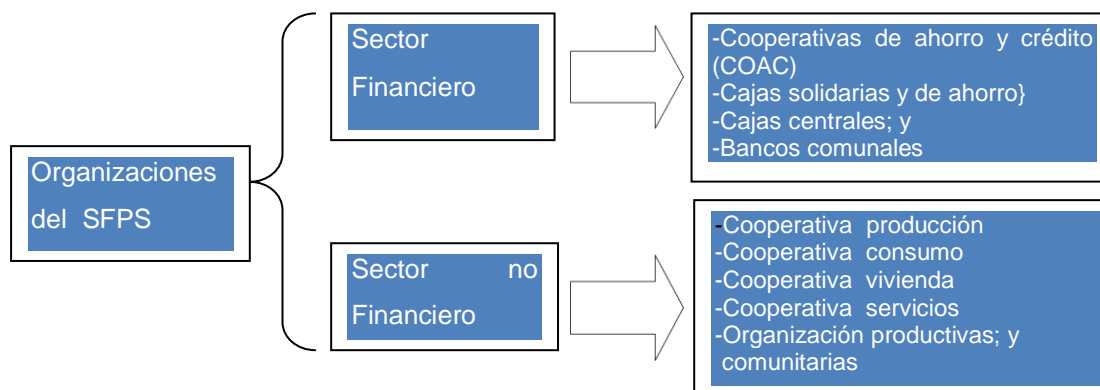 Organizaciones
del SFPS
Sector
Financiero
-Cooperativas de ahorro y crédito
(COAC)
-Cajas solidarias y de ahorro}
-Cajas centrales; y
-Bancos comunales
Sector no
Financiero
-Cooperativa producción
-Cooperativa consumo
-Cooperativa vivienda
-Cooperativa servicios
-Organización productivas; y
comunitarias